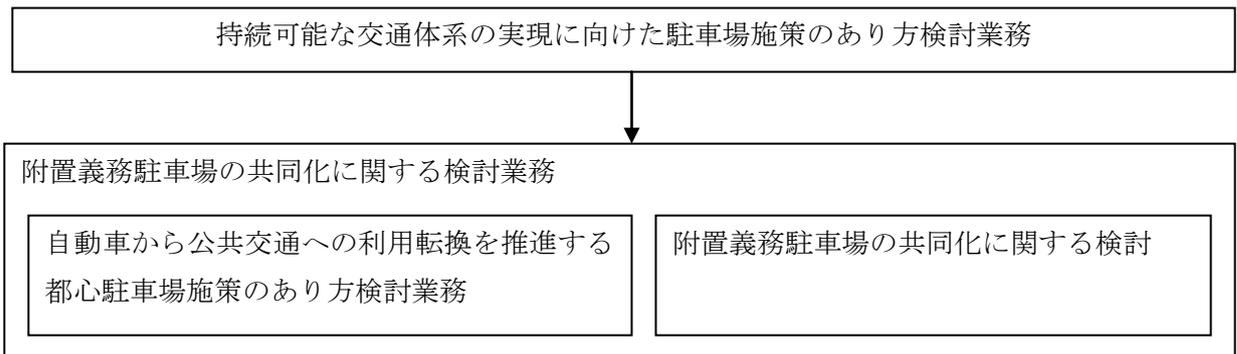 持続可能な交通体系の実現に向けた駐車場施策のあり方検討業務
附置義務駐車場の共同化に関する検討業務
自動車から公共交通への利用転換を推進する
都心駐車場施策のあり方検討業務
附置義務駐車場の共同化に関する検討